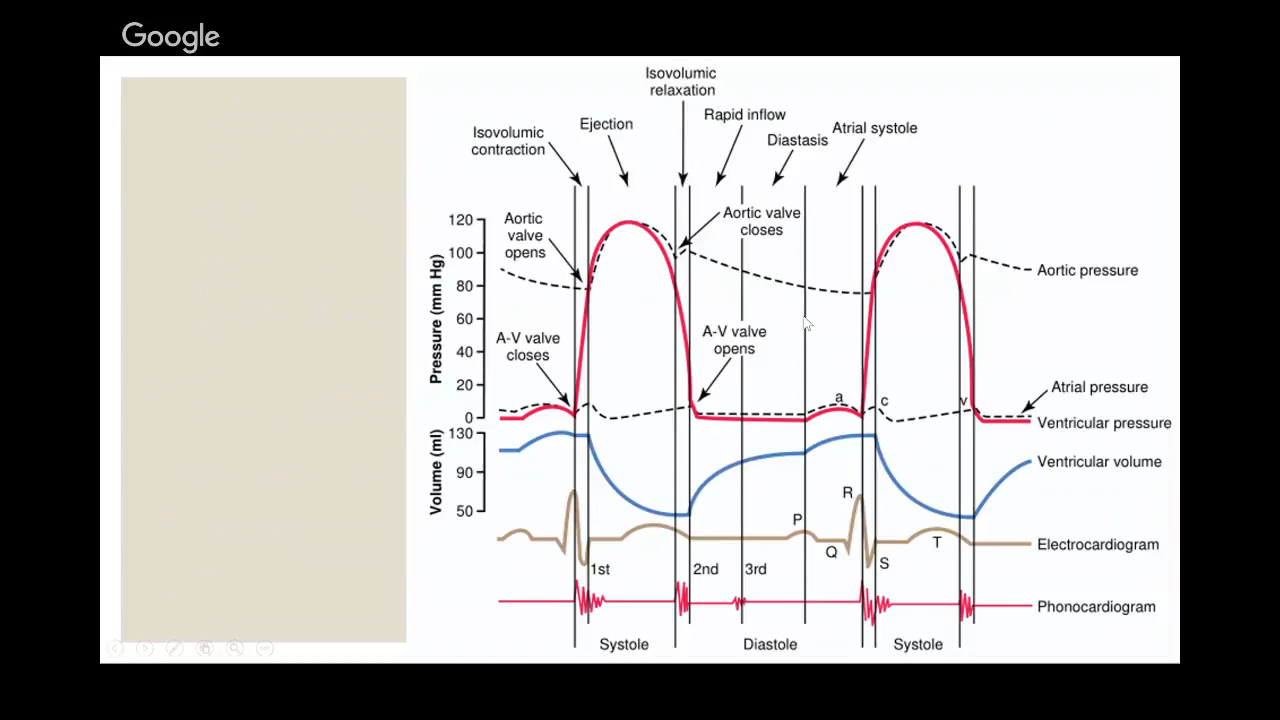 Google
Isovolumic
relaxation
Rapid inflow
Ejection
Isovolumic
contraction
Atrial systole
Diastasis
120
100
80
60
40
20
0
Pressure (mm Hg)
Aortic
valve
opens
Aortic valve
closes
Aortic pressure
A-V valve
closes
A-V valve
opens
a
c
v
Atrial pressure
Ventricular pressure
130
90
50
Volume (ml)
Ventricular volume
R
P
Q
S
T
Electrocardiogram
1st
2nd
3rd
Phonocardiogram
Systole
Diastole
Systole